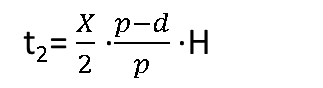 t₂= X/2 · (p−d)/p · H